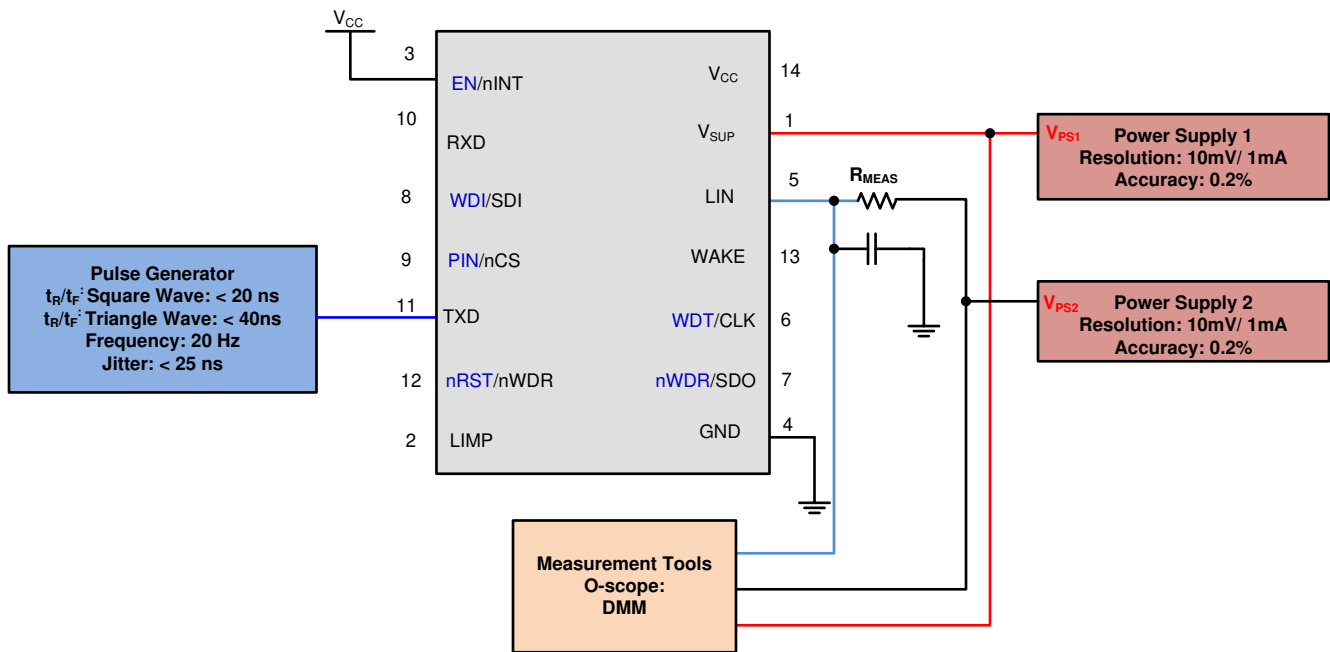 VCC
3
EN/nINT
10
RXD
8
WDI/SDI
9
PIN/nCS
11
TXD
12
nRST/nWDR
2
LIMP
VCC
14
VSUP
1
LIN
5
WAKE
13
WDT/CLK
6
nWDR/SDO
7
GND
4
RMEAS
Pulse Generator
tR/tF: Square Wave: < 20 ns
tR/tF: Triangle Wave: < 40ns
Frequency: 20 Hz
Jitter: < 25 ns
VPS1
Power Supply 1
Resolution: 10mV/ 1mA
Accuracy: 0.2%
VPS2
Power Supply 2
Resolution: 10mV/ 1mA
Accuracy: 0.2%
Measurement Tools
O-scope:
DMM